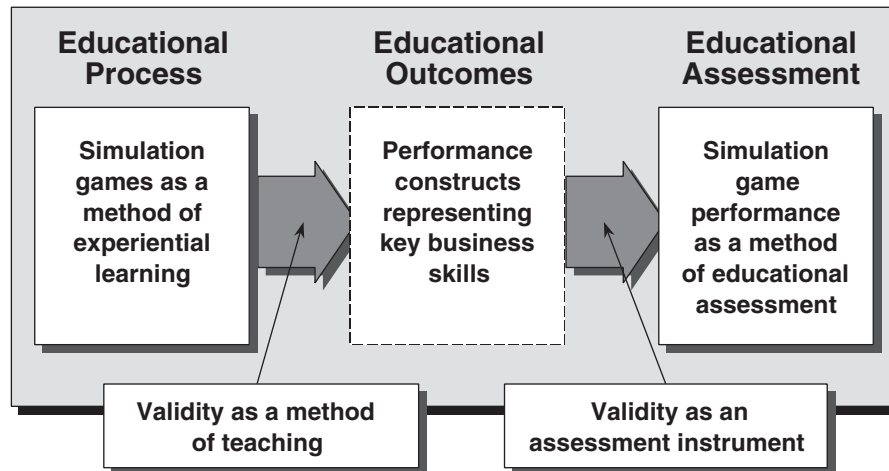 Educational
Process
Educational
Outcomes
Educational
Assessment
Simulation
games as a
method of
experiential
learning
Performance
constructs
representing
key business
skills
Simulation
game
performance
as a method
of educational
assessment
Validity as a method
of teaching
Validity as an
assessment instrument